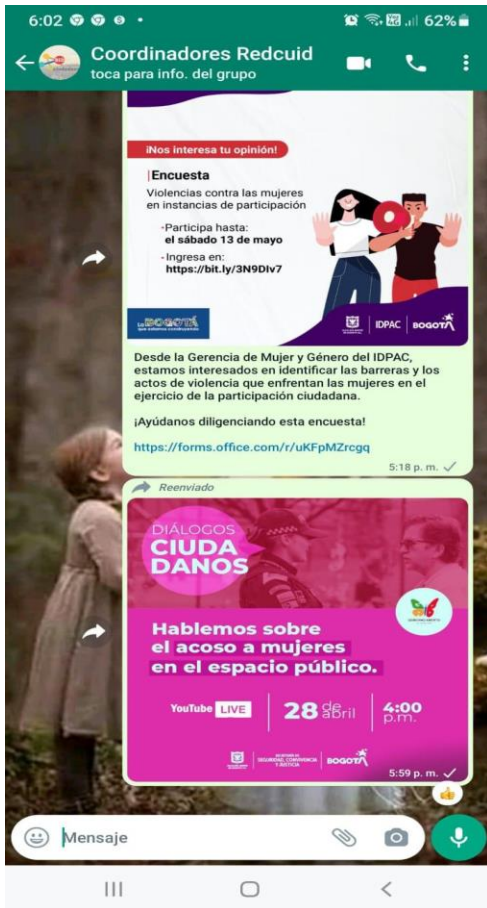 6:02
62%
Coordinadores Redcuid
toca para info. del grupo
¡Nos interesa tu opinión!
Encuesta
Violencias contra las mujeres
en instancias de participación
-Participa hasta:
el sábado 13 de mayo
-Ingresa en:
https://bit.ly/3N9DIv7
BOGOTÁ
IDPAC
BOGOTÁ
Desde la Gerencia de Mujer y Género del IDPAC,
estamos interesados en identificar las barreras y los
actos de violencia que enfrentan las mujeres en el
ejercicio de la participación ciudadana.
¡Ayúdanos diligenciando esta encuesta!
https://forms.office.com/r/uKFpMZrcgq
5:18 p. m.
Reenviado
DIÁLOGOS
CIUDA
DANOS
Hablemos sobre
el acoso a mujeres
en el espacio público.
YouTube LIVE
28 de abril
4:00 p.m.
SEGURIDAD, CONVIVENCIA
Y JUSTICIA
BOGOTÁ
5:59 p. m.
Mensaje